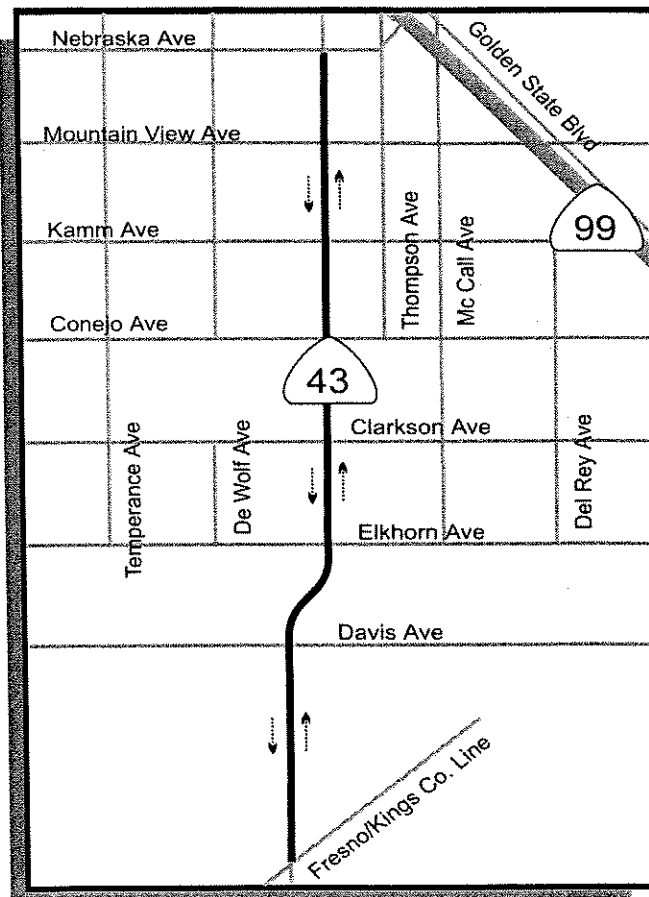 Nebraska Ave
Golden State Blvd
Mountain View Ave
Kamm Ave
Thompson Ave
Mc Call Ave
99
Conejo Ave
43
Clarkson Ave
Temperance Ave
De Wolf Ave
Del Rey Ave
Elkhorn Ave
Davis Ave
Fresno/Kings Co. Line